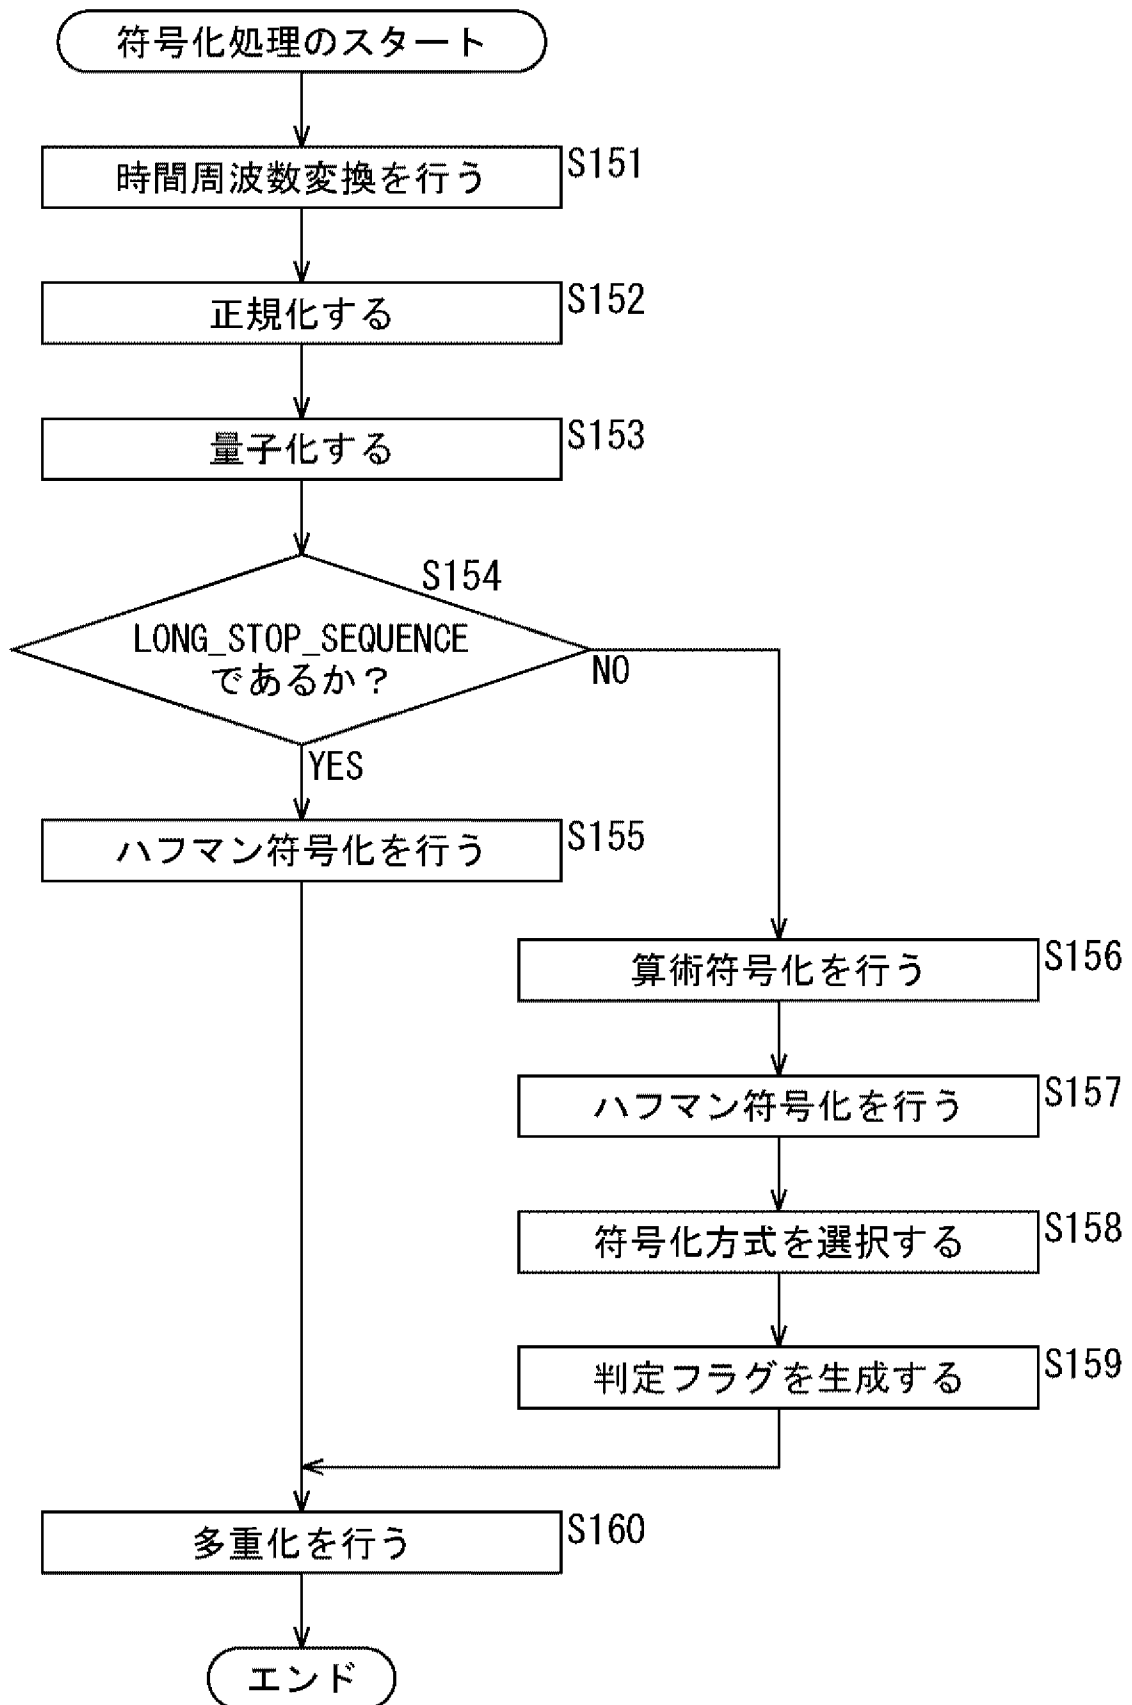 符号化処理のスタート
時間周波数変換を行う
S151
正規化する
S152
量子化する
S153
S154
LONG_STOP_SEQUENCE
であるか？
NO
YES
ハフマン符号化を行う
S155
算術符号化を行う
S156
ハフマン符号化を行う
S157
符号化方式を選択する
S158
判定フラグを生成する
S159
多重化を行う
S160
エンド